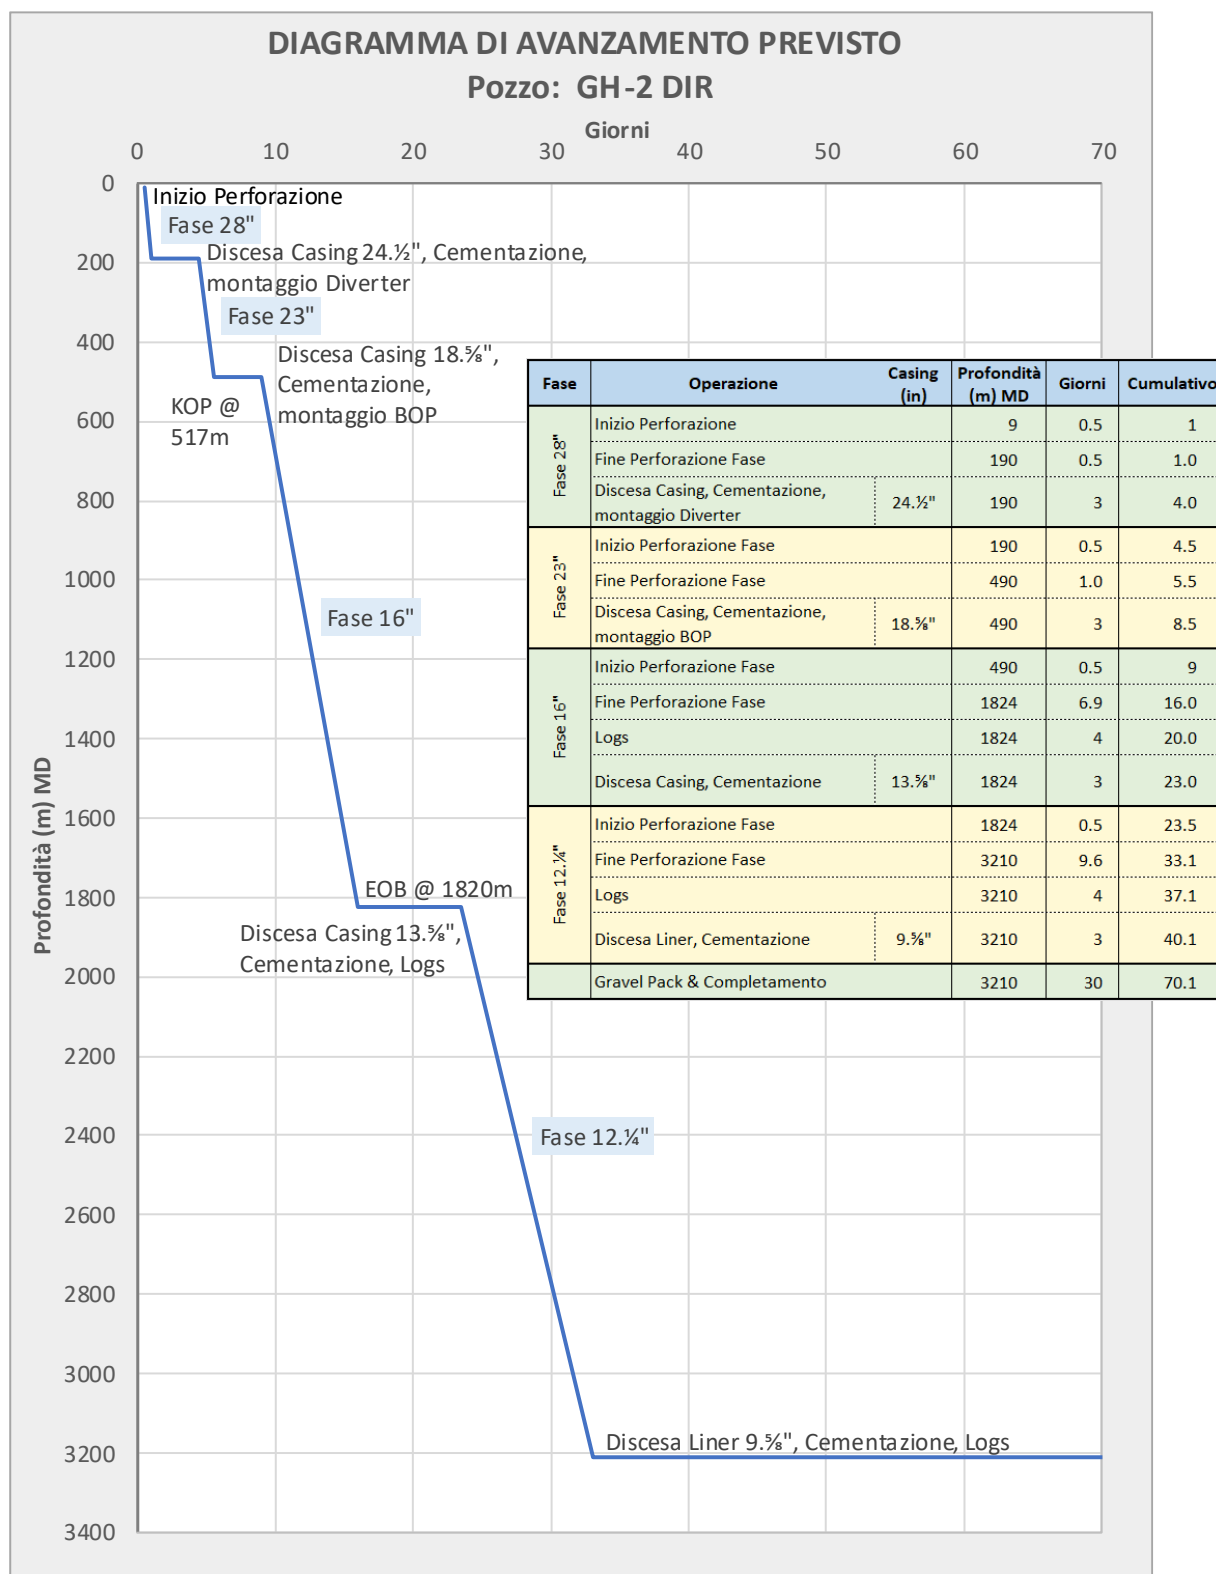 DIAGRAMMA DI AVANZAMENTO PREVISTO
Pozzo: GH-2 DIR
Giorni
0 10 20 30 40 50 60 70
0
200
400
600
800
1000
1200
1400
1600
1800
2000
2200
2400
2600
2800
3000
3200
3400
Profondità (m) MD
Inizio Perforazione
Fase 28"
Discesa Casing 24.½", Cementazione,
montaggio Diverter
Fase 23"
Discesa Casing 18.⅝",
Cementazione,
montaggio BOP
KOP @
517m
Fase 16"
EOB @ 1820m
Discesa Casing 13.⅝",
Cementazione, Logs
Fase 12.¼"
Discesa Liner 9.⅝", Cementazione, Logs
Fase Operazione Casing (in) Profondità (m) MD Giorni Cumulativo
Fase 28"
Inizio Perforazione 9 0.5 1
Fine Perforazione Fase 190 0.5 1.0
Discesa Casing, Cementazione,
montaggio Diverter 24.½" 190 3 4.0
Fase 23"
Inizio Perforazione Fase 190 0.5 4.5
Fine Perforazione Fase 490 1.0 5.5
Discesa Casing, Cementazione,
montaggio BOP 18.⅝" 490 3 8.5
Fase 16"
Inizio Perforazione Fase 490 0.5 9
Fine Perforazione Fase 1824 6.9 16.0
Logs 1824 4 20.0
Discesa Casing, Cementazione 13.⅝" 1824 3 23.0
Fase 12.¼"
Inizio Perforazione Fase 1824 0.5 23.5
Fine Perforazione Fase 3210 9.6 33.1
Logs 3210 4 37.1
Discesa Liner, Cementazione 9.⅝" 3210 3 40.1
Gravel Pack & Completamento 3210 30 70.1